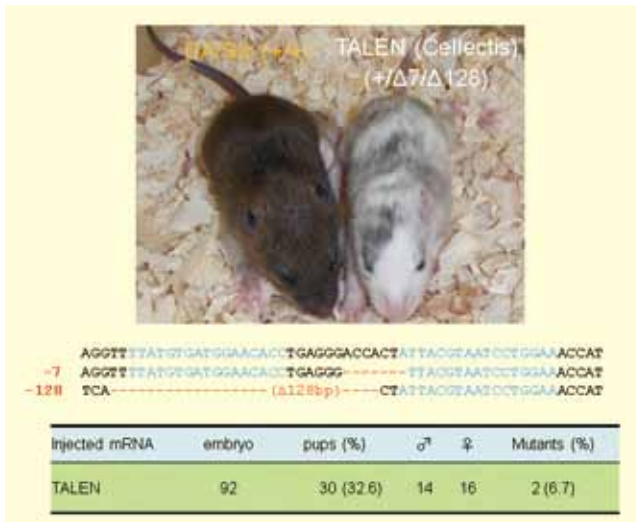 TALEN (Cellectis)
(+/Δ7/Δ128)
AGGTTTTATGTGATGGAACACCTGAGGGACCACTATTACGTAATCCTGGAAACCAT
-7 AGGTTTTATGTGATGGAACACCTGAGGG-------TTACGTAATCCTGGAAACCAT
-128 TCA----------------(Δ128bp)----CTATTACGTAATCCTGGAAACCAT
Injected mRNA embryo pups (%) ♂ ♀ Mutants (%)
TALEN 92 30 (32.6) 14 16 2 (6.7)